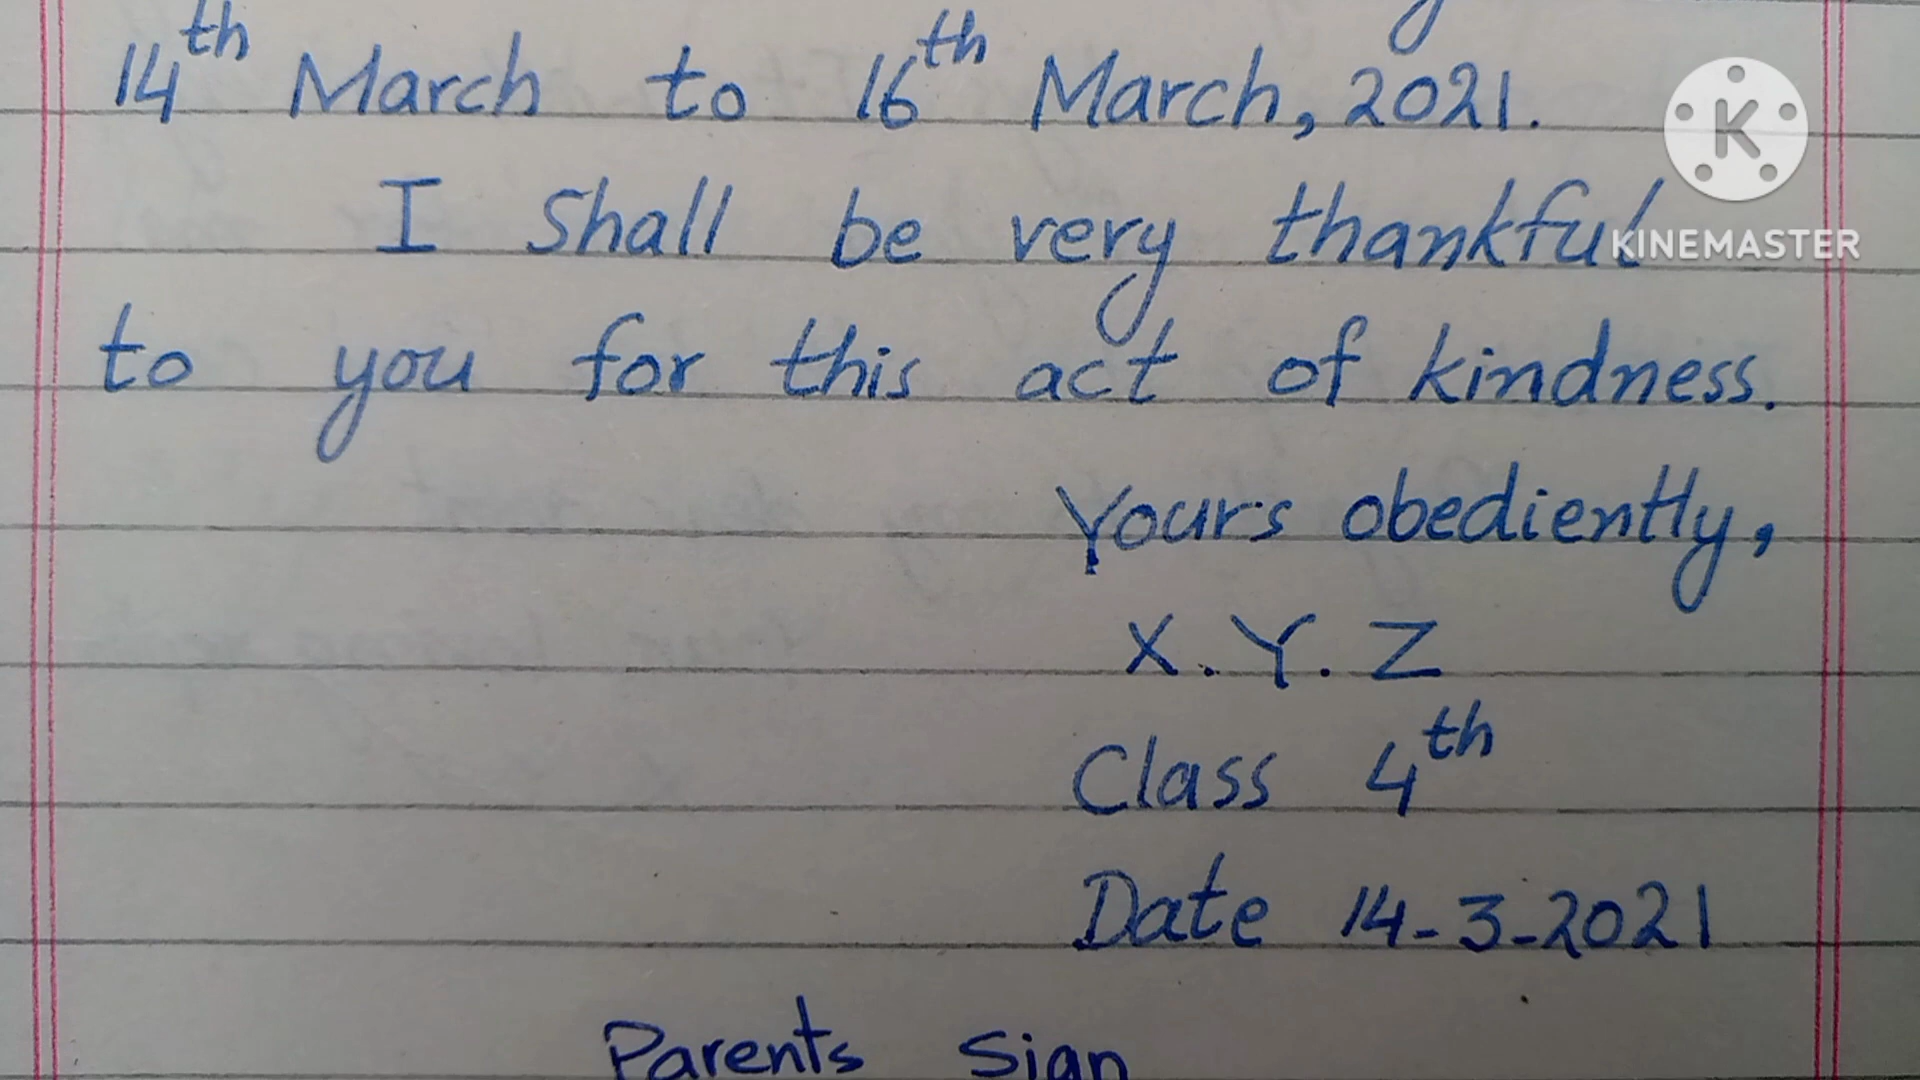 14th March to 16th March, 2021.
I shall be very thankful
to you for this act of kindness.
Yours obediently,
X.Y.Z
Class 4th
Date 14-3-2021
Parents Sign
K
KINEMASTER